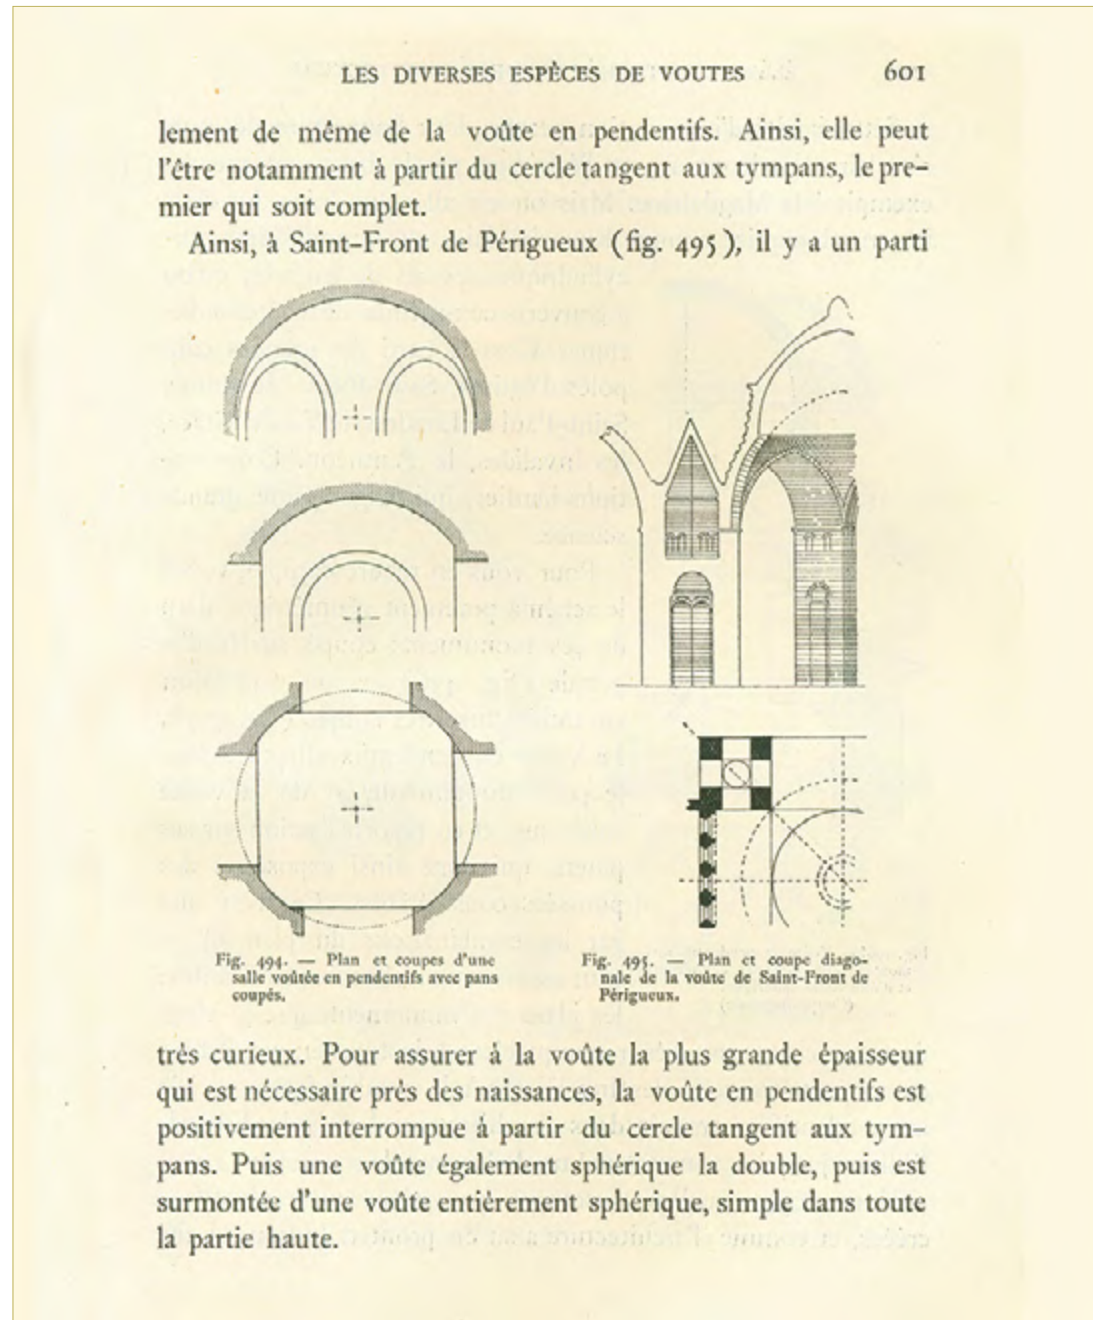 LES DIVERSES ESPÈCES DE VOUTES 601
lement de même de la voûte en pendentifs. Ainsi, elle peut
l'être notamment à partir du cercle tangent aux tympans, le pre-
mier qui soit complet.
Ainsi, à Saint-Front de Périgueux (fig. 495), il y a un parti
Fig. 494. — Plan et coupes d'une
salle voûtée en pendentifs avec pans
coupés.
Fig. 495. — Plan et coupe diago-
nale de la voûte de Saint-Front de
Périgueux.
très curieux. Pour assurer à la voûte la plus grande épaisseur
qui est nécessaire près des naissances, la voûte en pendentifs est
positivement interrompue à partir du cercle tangent aux tym-
pans. Puis une voûte également sphérique la double, puis est
surmontée d'une voûte entièrement sphérique, simple dans toute
la partie haute.